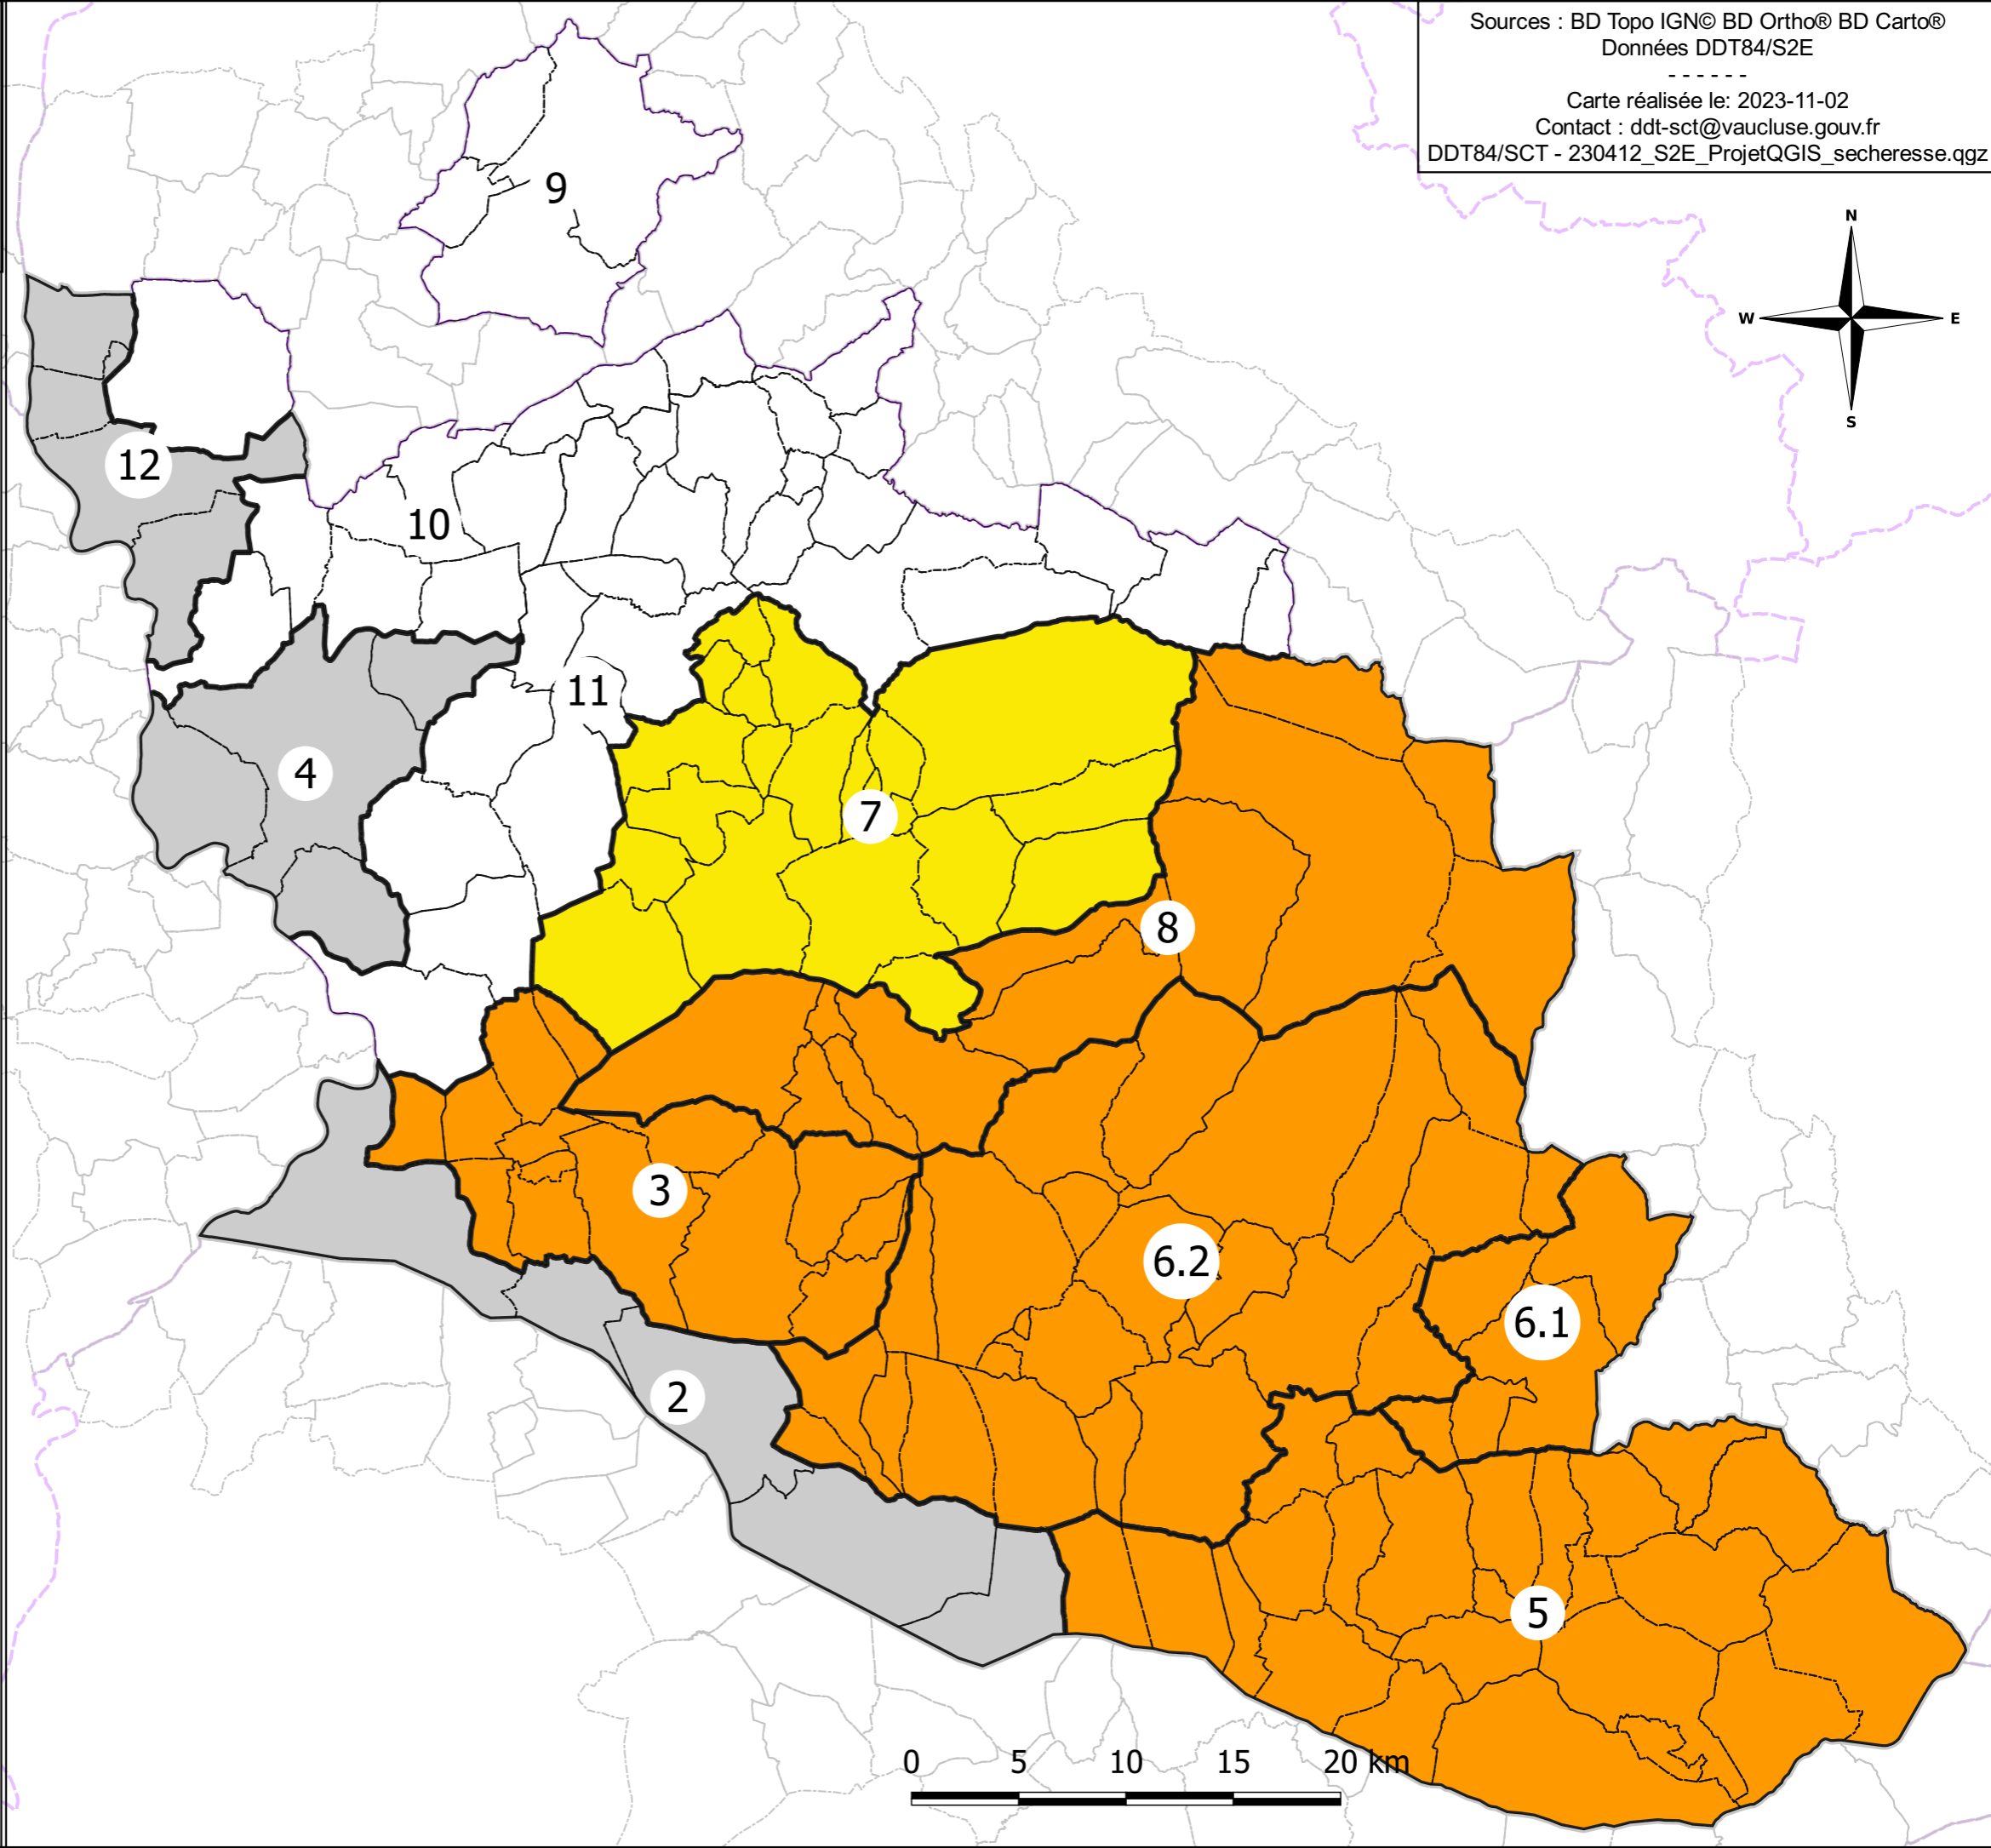 Sources : BD Topo IGN© BD Ortho® BD Carto®
Données DDT84/S2E
- - - - - -
Carte réalisée le: 2023-11-02
Contact : ddt-sct@vaucluse.gouv.fr
DDT84/SCT - 230412_S2E_ProjetQGIS_secheresse.qgz
9
N
W E
S
12
10
11
4
7
8
3
6.2
6.1
2
5
0 5 10 15 20 km